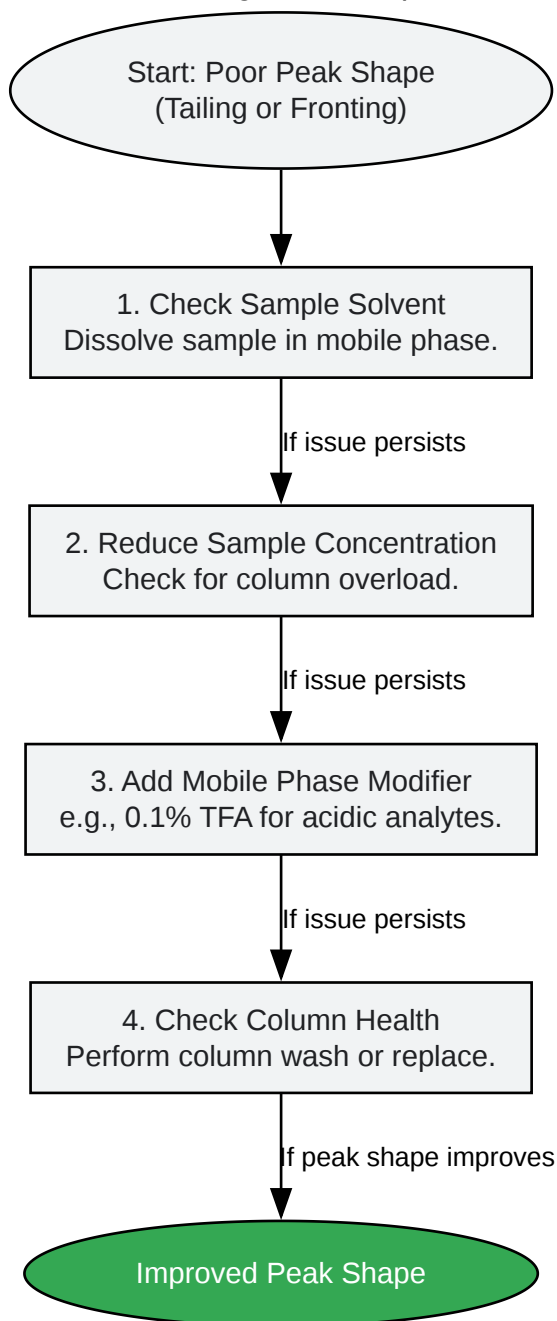 Start: Poor Peak Shape
(Tailing or Fronting)
1. Check Sample Solvent
Dissolve sample in mobile phase.
If issue persists
2. Reduce Sample Concentration
Check for column overload.
If issue persists
3. Add Mobile Phase Modifier
e.g., 0.1% TFA for acidic analytes.
If issue persists
4. Check Column Health
Perform column wash or replace.
If peak shape improves
Improved Peak Shape